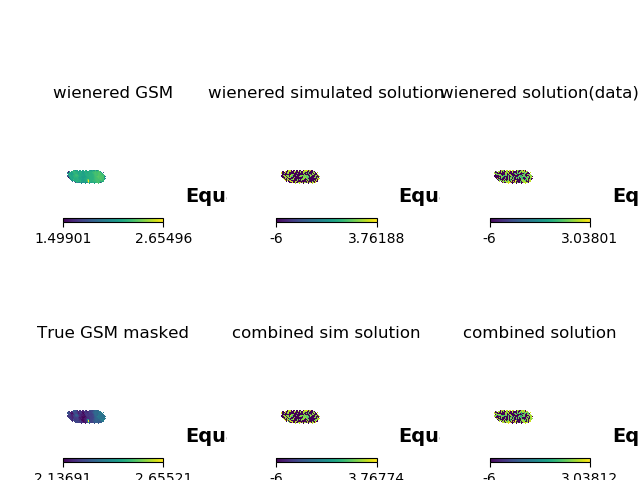 wienered GSM
wienered simulated solution
wienered solution(data)
Equ
Equ
Eq
1.49901 2.65496
-6 3.76188
-6 3.03801
True GSM masked
combined sim solution
combined solution
Equ
Equ
Eq
2.13691 2.65521
-6 3.76774
-6 3.03812